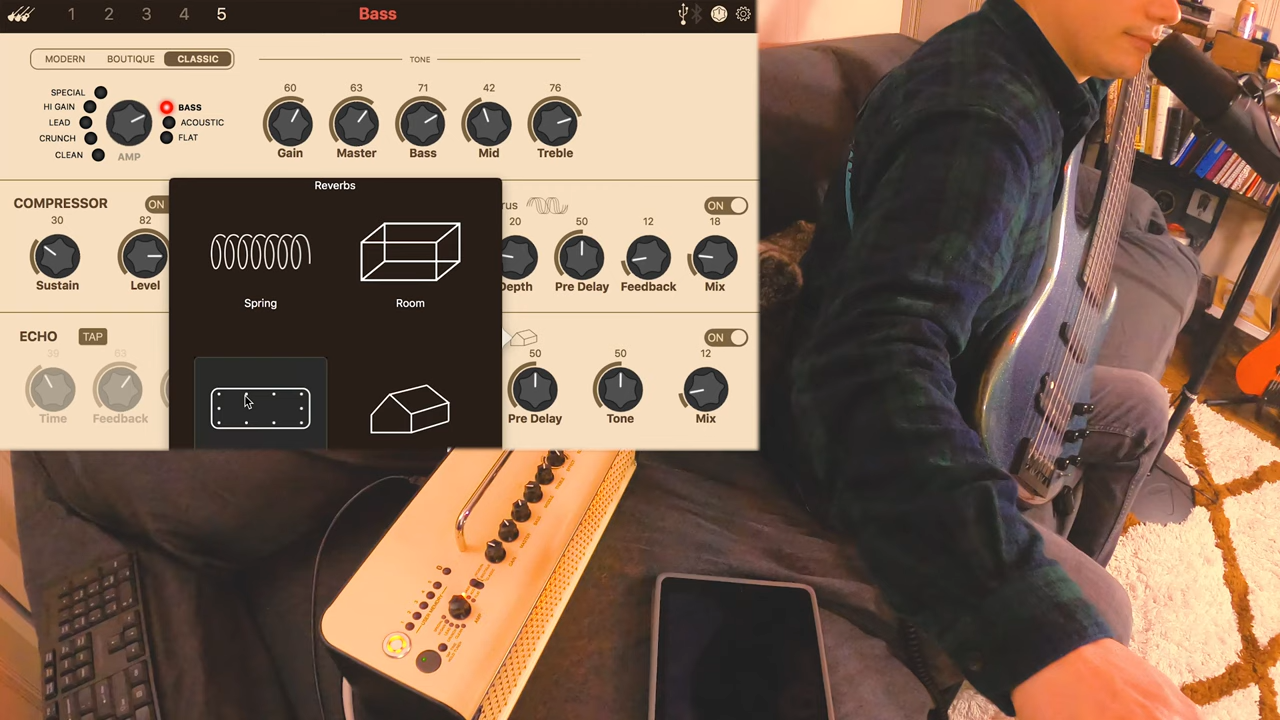 1 2 3 4 5 Bass
MODERN BOUTIQUE CLASSIC
TONE
SPECIAL
HI GAIN
LEAD
CRUNCH
CLEAN
AMP
BASS
ACOUSTIC
FLAT
60 63 71 42 76
Gain Master Bass Mid Treble
COMPRESSOR ON
30 82
Sustain Level
Reverbs
Spring Room
rus ON
20 50 12 18
Depth Pre Delay Feedback Mix
ECHO TAP
39 63
Time Feedback
ON
50 50 12
Pre Delay Tone Mix